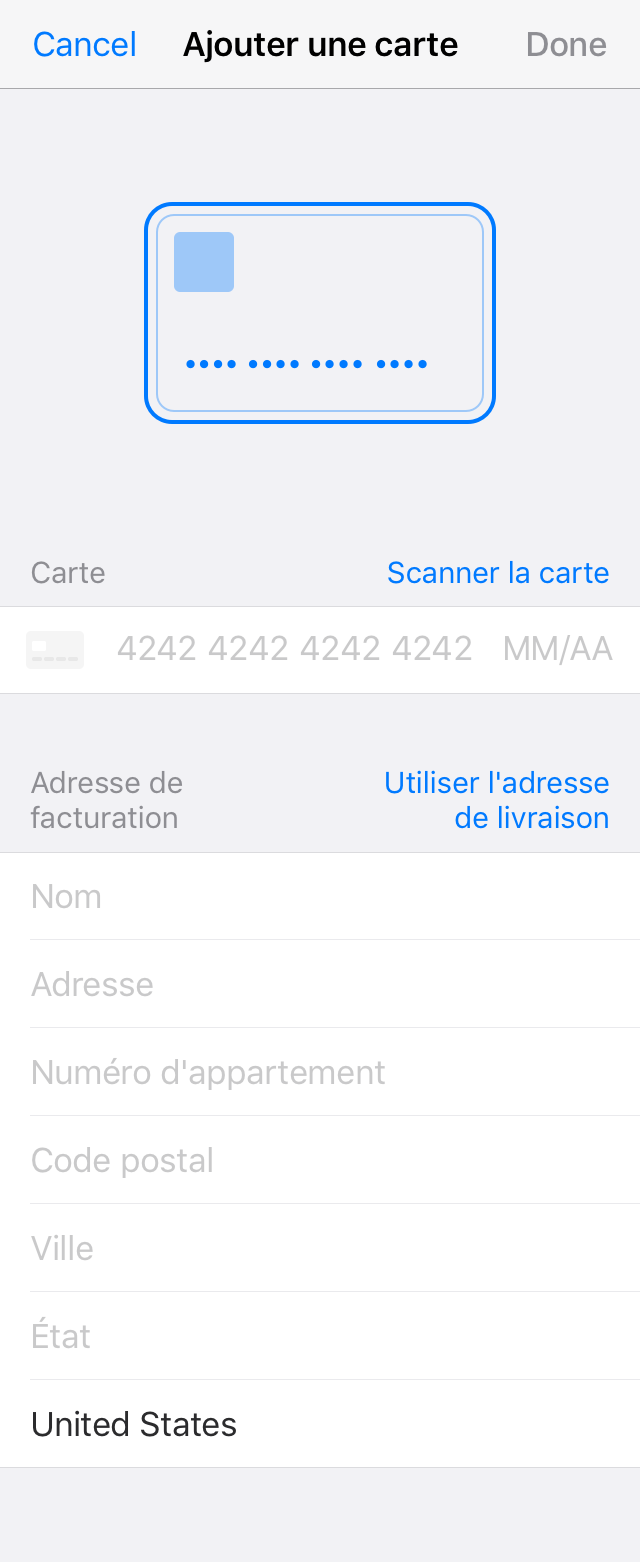 Cancel Ajouter une carte Done
Carte Scanner la carte
4242 4242 4242 4242 MM/AA
Adresse de facturation
Utiliser l'adresse de livraison
Nom
Adresse
Numéro d'appartement
Code postal
Ville
État
United States